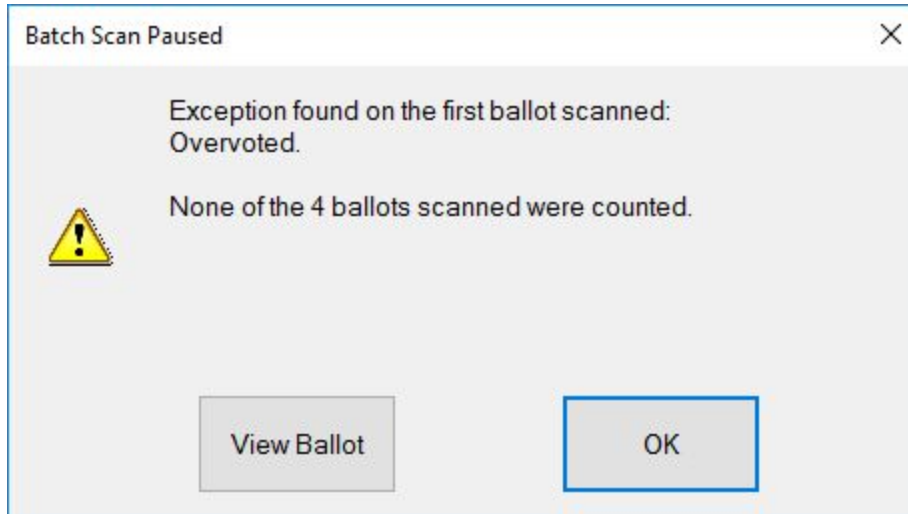 Batch Scan Paused
Exception found on the first ballot scanned:
Overvoted.
None of the 4 ballots scanned were counted.
View Ballot
OK